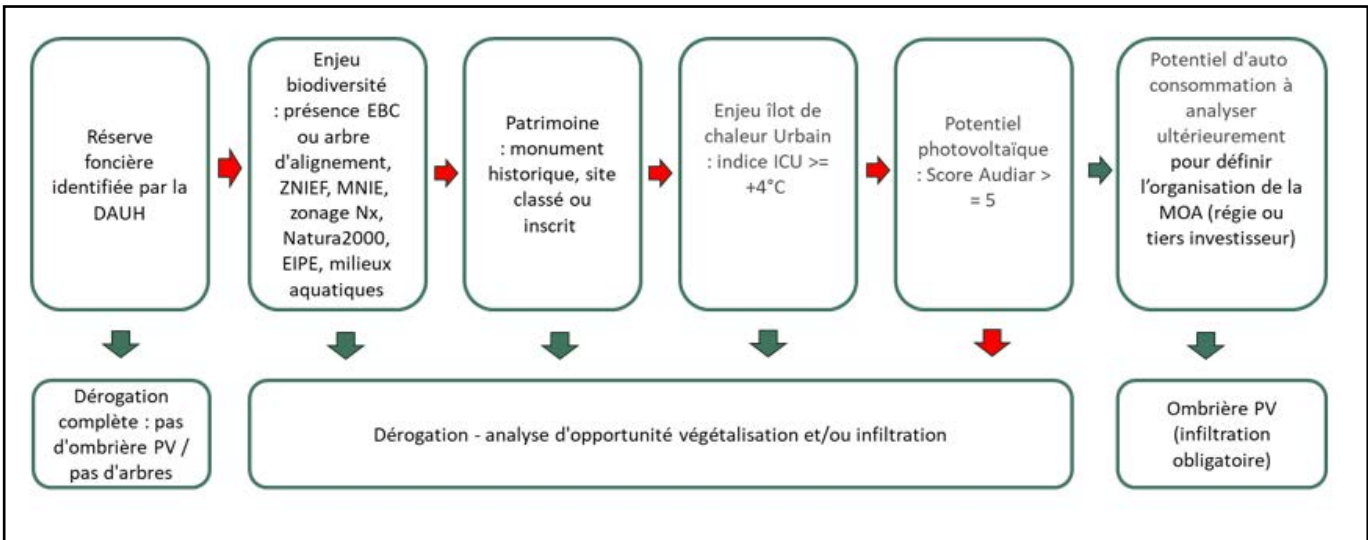 Réserve
foncière
identifiée par la
DAUH
Enjeu
biodiversité
: présence EBC
ou arbre
d'alignement,
ZNIEF, MNIE,
zonage Nx,
Natura2000,
EIPE, milieux
aquatiques
Patrimoine
: monument
historique, site
classé ou
inscrit
Enjeu îlot de
chaleur Urbain
: indice ICU >=
+4°C
Potentiel
photovoltaïque
: Score Audiar >
= 5
Potentiel d'auto
consommation à
analyser
ultérieurement
pour définir
l'organisation de la
MOA (régie ou
tiers investisseur)
Dérogation
complète : pas
d'ombrière PV /
pas d'arbres
Dérogation - analyse d'opportunité végétalisation et/ou infiltration
Ombrière PV
(infiltration
obligatoire)